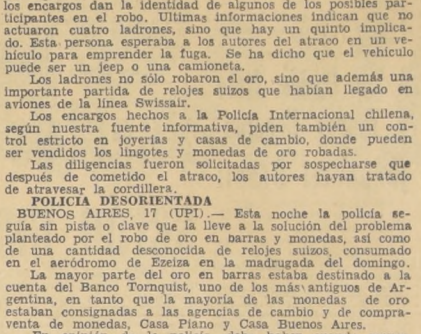 los encargos dan la identidad de algunos de los posibles par-
ticipantes en el robo. Ultimas informaciones indican que no
actuaron cuatro ladrones, sino que hay un quinto implica-
do. Esta persona esperaba a los autores del atraco en un ve-
hículo para emprender la fuga. Se ha dicho que el vehículo
puede ser un jeep o una camioneta.
Los ladrones no sólo robaron el oro, sino que además una
importante partida de relojes suizos que habían llegado en
aviones de la línea Swissair.
Los encargos hechos a la Policía Internacional chilena,
según nuestra fuente informativa, piden también un con-
trol estricto en joyerías y casas de cambio, donde pueden
ser vendidos los lingotes y monedas de oro robadas.
Las diligencias fueron solicitadas por sospecharse que
después de cometido el atraco, los autores hayan tratado
de atravesar la cordillera.
POLICIA DESORIENTADA
BUENOS AIRES, 17 (UPI).— Esta noche la policía se-
guía sin pista o clave que la lleve a la solución del problema
planteado por el robo de oro en barras y monedas, así como
de una cantidad desconocida de relojes suizos, consumado
en el aeródromo de Ezeiza en la madrugada del domingo.
La mayor parte del oro en barras estaba destinado a la
cuenta del Banco Tornquist, uno de los más antiguos de Ar-
gentina, en tanto que la mayoría de las monedas de oro
estaban consignadas a las agencias de cambio y de compra-
venta de monedas, Casa Piano y Casa Buenos Aires.